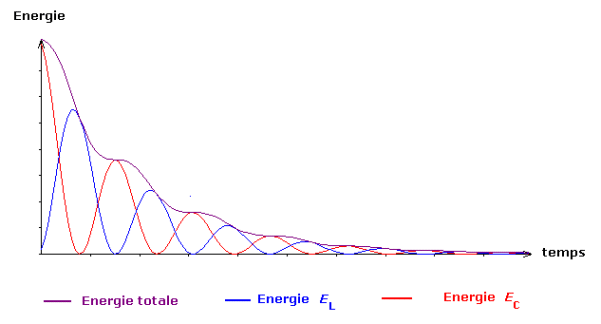 Energie
temps
Energie totale
Energie E_L
Energie E_C